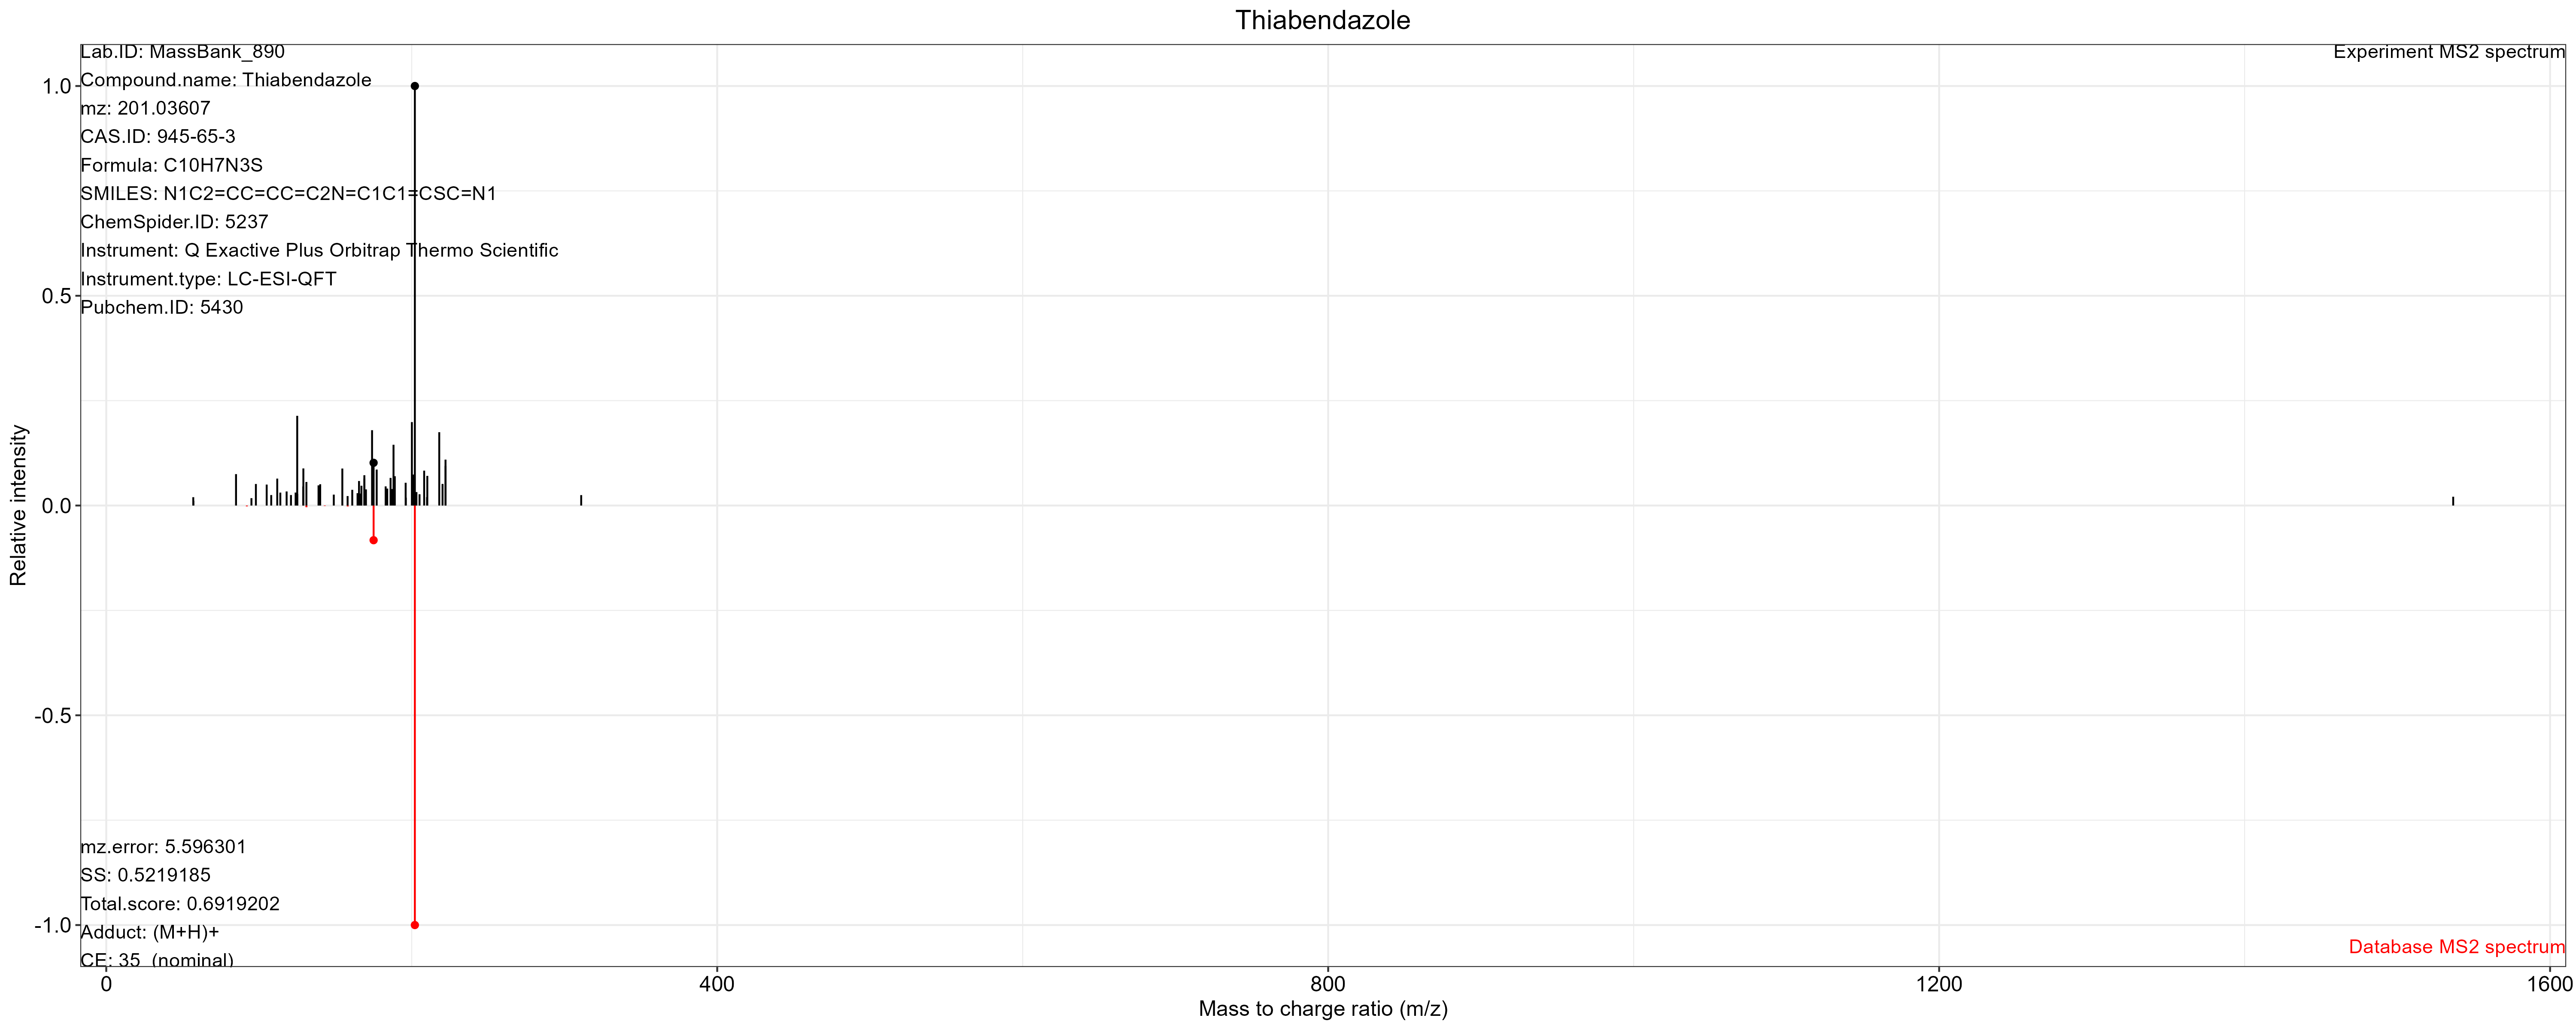 Thiabendazole
Lab.ID: MassBank_890
Experiment MS2 spectrum
Compound.name: Thiabendazole
mz: 201.03607
CAS.ID: 945-65-3
Formula: C10H7N3S
SMILES: N1C2=CC=CC=C2N=C1C1=CSC=N1
ChemSpider.ID: 5237
Instrument: Q Exactive Plus Orbitrap Thermo Scientific
Instrument.type: LC-ESI-QFT
Pubchem.ID: 5430
1.0
0.5
0.0
-0.5
-1.0
Relative intensity
mz.error: 5.596301
SS: 0.5219185
Total.score: 0.6919202
Adduct: (M+H)+
CE: 35 (nominal)
Database MS2 spectrum
0
400
800
1200
1600
Mass to charge ratio (m/z)